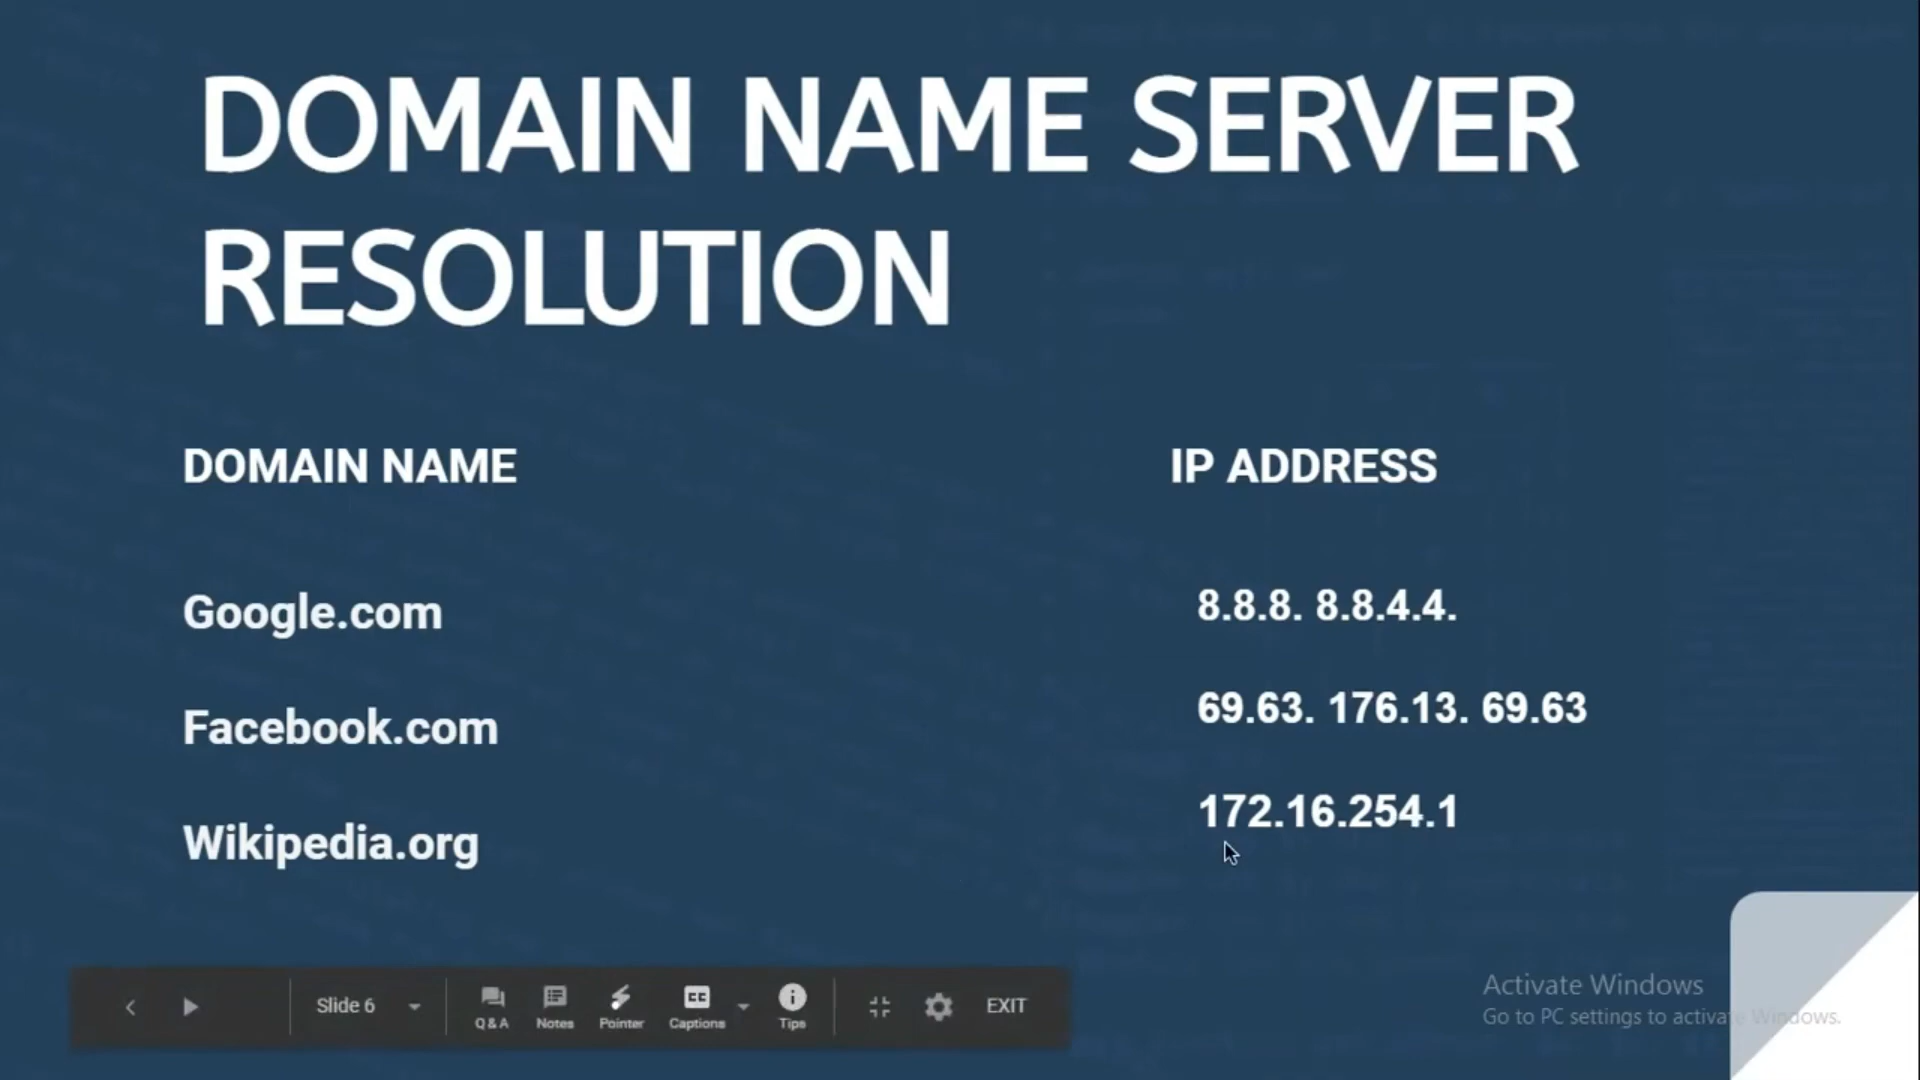 DOMAIN NAME SERVER
RESOLUTION
DOMAIN NAME
IP ADDRESS
Google.com
8.8.8. 8.8.4.4.
Facebook.com
69.63. 176.13. 69.63
Wikipedia.org
172.16.254.1
Slide 6
Q&A
Notes
Pointer
CC
Captions
Tips
EXIT
Activate Windows
Go to PC settings to activate Windows.